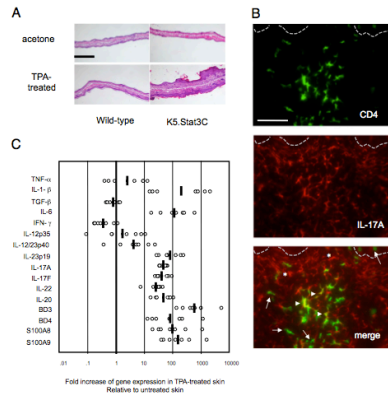 A
acetone
TPA-
treated
Wild-type
K5.Stat3C
B
CD4
IL-17A
merge
C
TNF-α
IL-1- β
TGF-β
IL-6
IFN- γ
IL-12p35
IL-12/23p40
IL-23p19
IL-17A
IL-17F
IL-22
IL-20
BD3
BD4
S100A8
S100A9
.01 .1 1 10 100 1000 10000
Fold increase of gene expression in TPA-treated skin
Relative to untreated skin